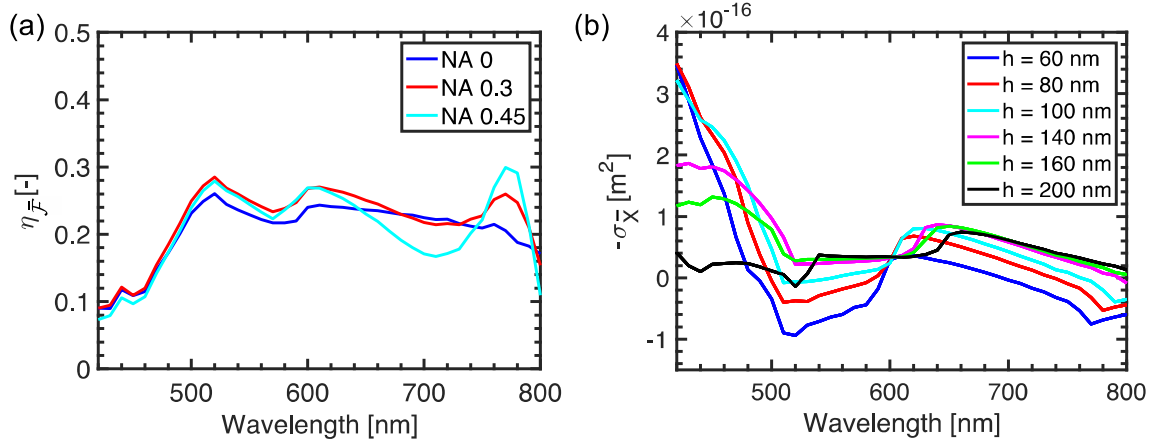 (a)
0.5
0.4
0.3
0.2
0.1
0
η_𝓕̄ [-]
500 600 700 800
Wavelength [nm]
NA 0
NA 0.3
NA 0.45
(b)
×10⁻¹⁶
4
3
2
1
0
-1
-σ_X̄ [m²]
500 600 700 800
Wavelength [nm]
h = 60 nm
h = 80 nm
h = 100 nm
h = 140 nm
h = 160 nm
h = 200 nm